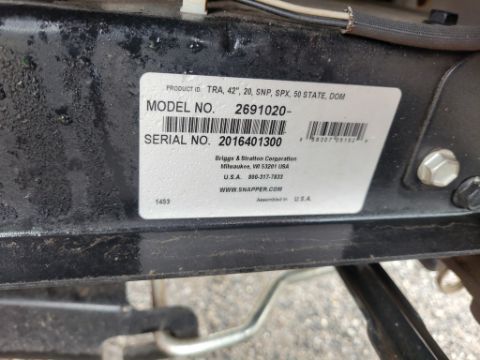 PRODUCT ID. TRA, 42", 20, SNP, SPX, 50 STATE, DOM
MODEL NO. 2691020-
SERIAL NO. 2016401300
Briggs & Stratton Corporation
Milwaukee, WI 53201 USA
U.S.A. 800-317-7833
WWW.SNAPPER.COM
1453 Assembled in U.S.A.